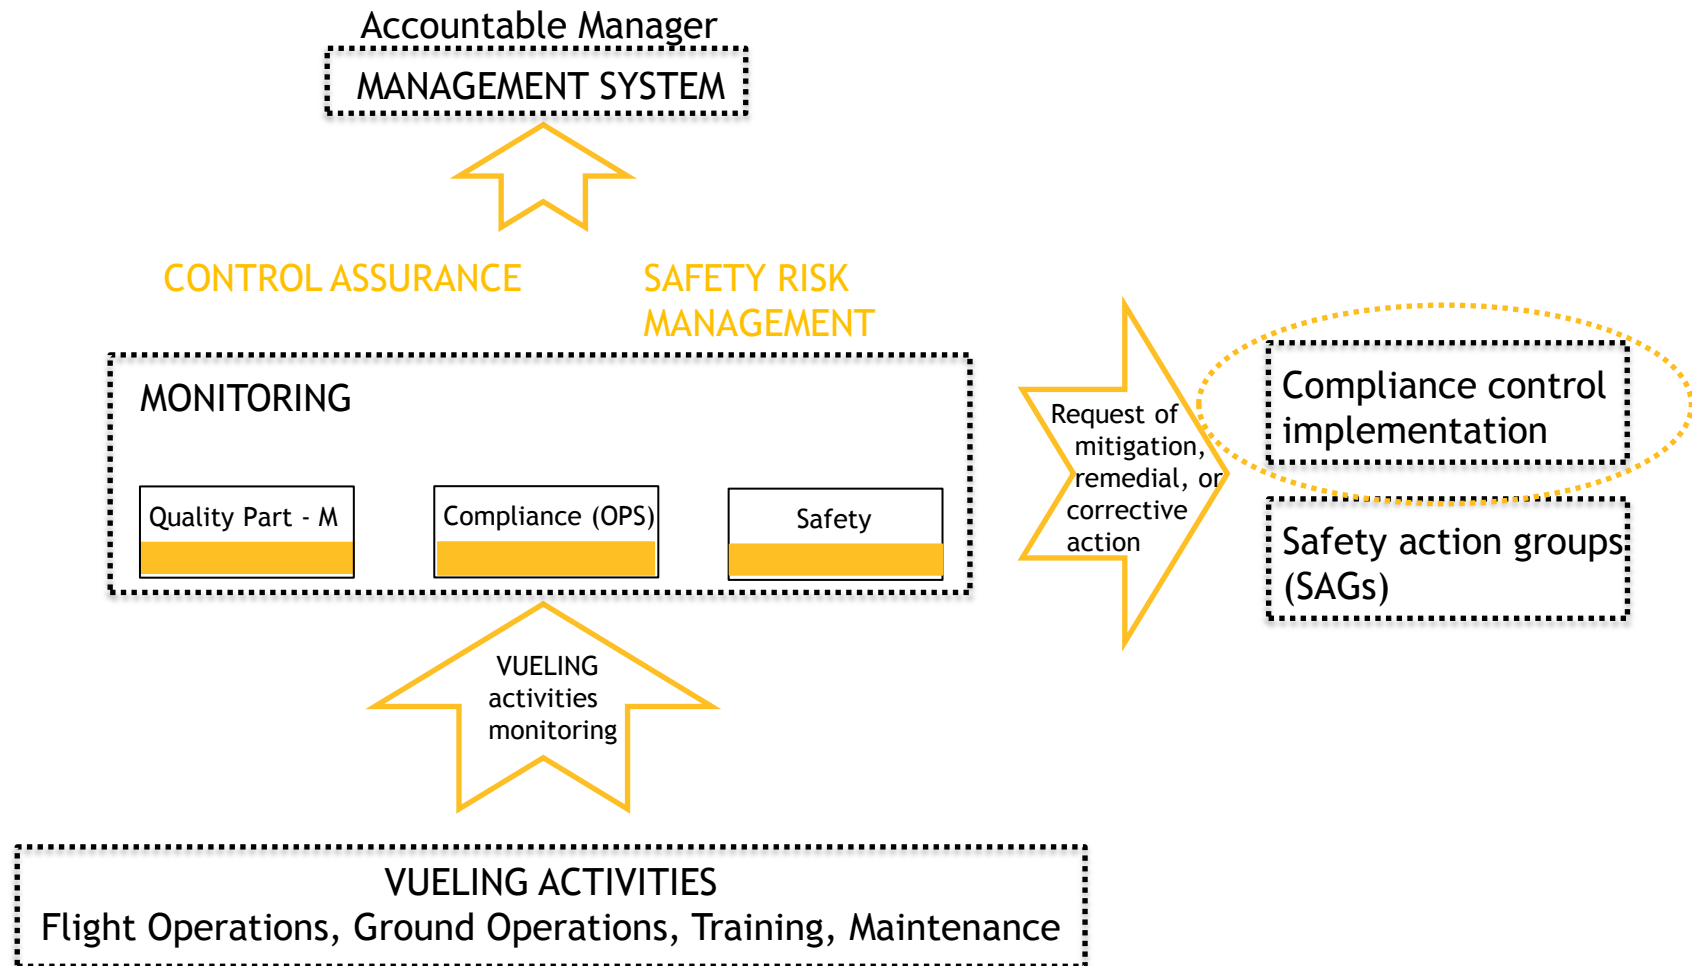 Accountable Manager
MANAGEMENT SYSTEM
CONTROL ASSURANCE
SAFETY RISK
MANAGEMENT
MONITORING
Quality Part - M
Compliance (OPS)
Safety
Request of
mitigation,
remedial, or
corrective
action
Compliance control
implementation
Safety action groups
(SAGs)
VUELING
activities
monitoring
VUELING ACTIVITIES
Flight Operations, Ground Operations, Training, Maintenance